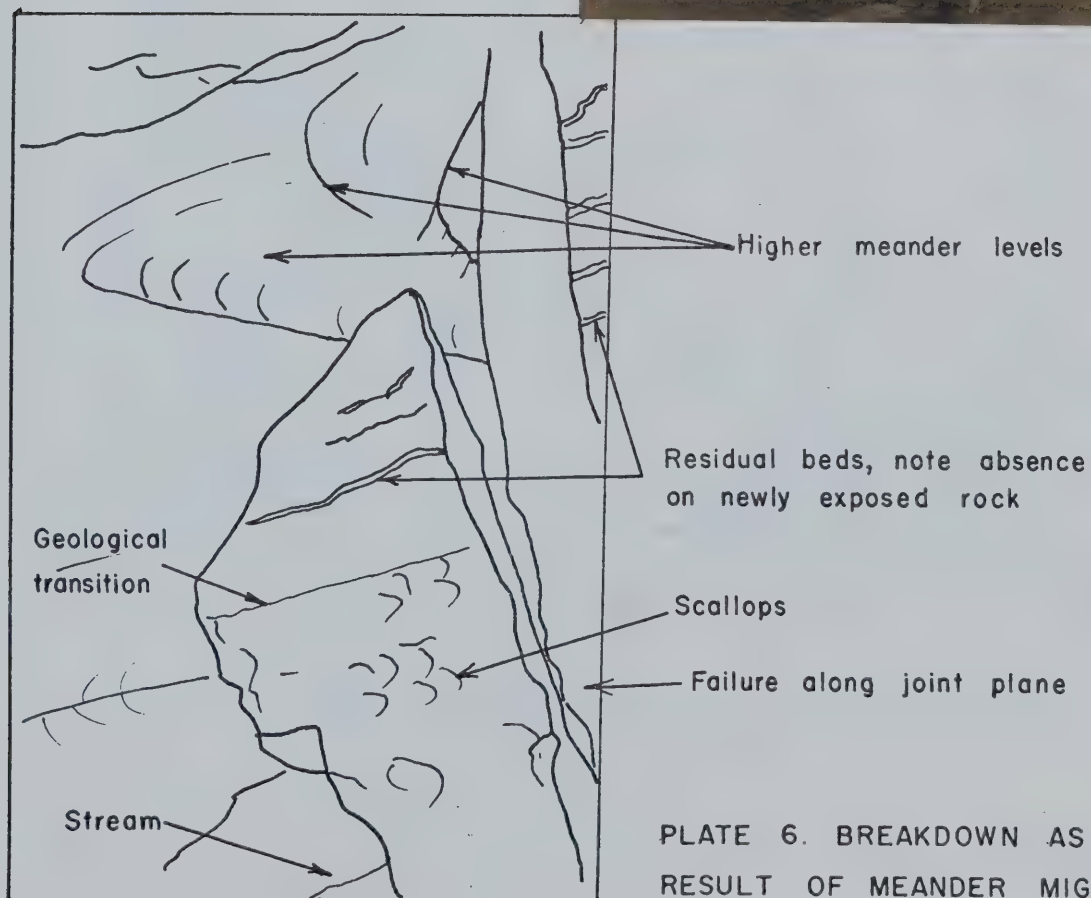 Higher meander levels
Residual beds, note absence
on newly exposed rock
Geological
transition
Scallops
Failure along joint plane
Stream
PLATE 6. BREAKDOWN AS
RESULT OF MEANDER